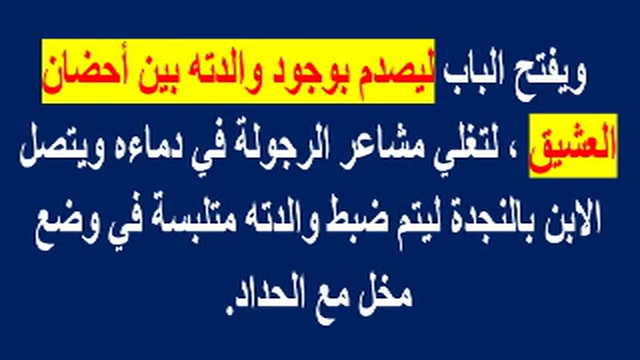 ويفتح الباب ليصدم بوجود والدته بين أحضان
العشيق ، لتغلي مشاعر الرجولة في دماءه ويتصل
الابن بالنجدة ليتم ضبط والدته متلبسة في وضع
مخل مع الحداد.